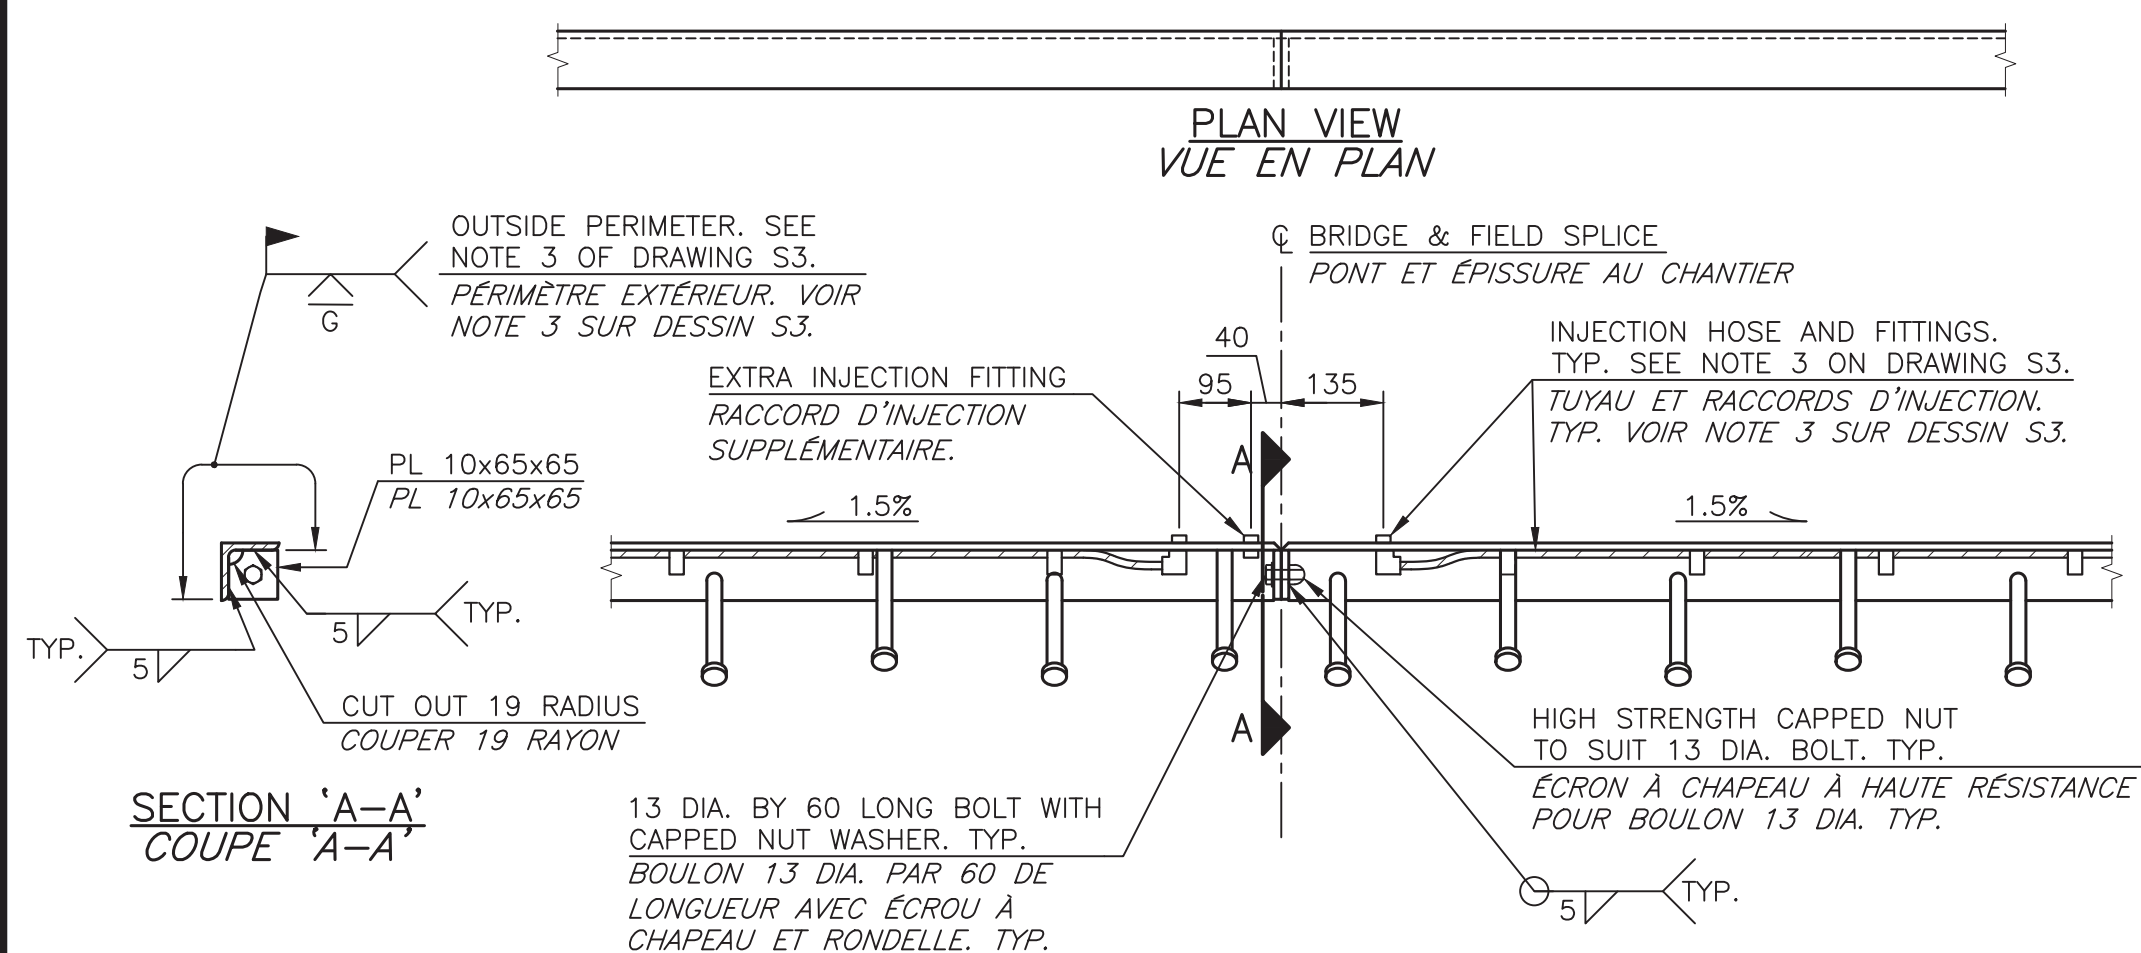 PLAN VIEW
VUE EN PLAN
OUTSIDE PERIMETER. SEE
NOTE 3 OF DRAWING S3.
PÉRIMÈTRE EXTÉRIEUR. VOIR
NOTE 3 SUR DESSIN S3.
G
PL 10x65x65
PL 10x65x65
5
TYP.
TYP.
5
CUT OUT 19 RADIUS
COUPER 19 RAYON
SECTION 'A-A'
COUPE 'A-A'
℄ BRIDGE & FIELD SPLICE
PONT ET ÉPISSURE AU CHANTIER
40
95
135
EXTRA INJECTION FITTING
RACCORD D'INJECTION
SUPPLÉMENTAIRE.
INJECTION HOSE AND FITTINGS.
TYP. SEE NOTE 3 ON DRAWING S3.
TUYAU ET RACCORDS D'INJECTION.
TYP. VOIR NOTE 3 SUR DESSIN S3.
A
1.5%
1.5%
A
13 DIA. BY 60 LONG BOLT WITH
CAPPED NUT WASHER. TYP.
BOULON 13 DIA. PAR 60 DE
LONGUEUR AVEC ÉCROU À
CHAPEAU ET RONDELLE. TYP.
HIGH STRENGTH CAPPED NUT
TO SUIT 13 DIA. BOLT. TYP.
ÉCRON À CHAPEAU À HAUTE RÉSISTANCE
POUR BOULON 13 DIA. TYP.
5
TYP.